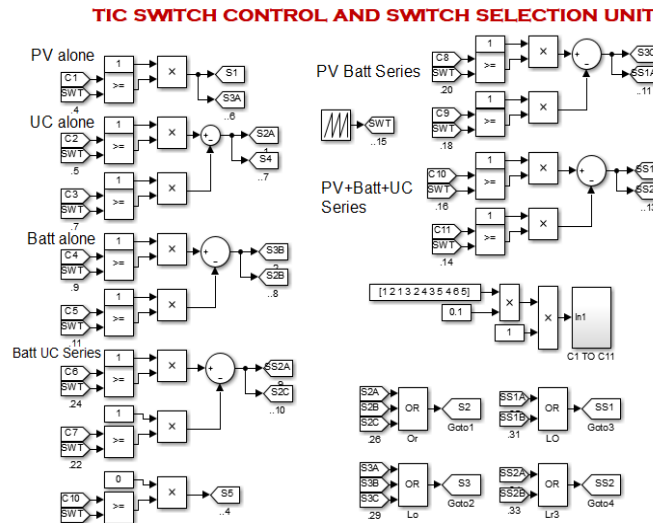 TIC SWITCH CONTROL AND SWITCH SELECTION UNIT
PV alone
1
C1
SWT
>=
.4
×
S1
S3A
..6
UC alone
1
C2
SWT
>=
.5
×
+
−
S2A
S4
..7
1
C3
SWT
>=
.7
×
Batt alone
1
C4
SWT
>=
.9
×
+
−
S3B
S2B
..8
1
C5
SWT
>=
.11
×
Batt UC Series
1
C6
SWT
>=
.24
×
+
−
SS2A
S2C
..10
1
C7
SWT
>=
.22
×
0
C10
SWT
>=
×
S5
..4
PV Batt Series
1
C8
SWT
>=
.20
×
+
−
S3C
SS1A
..11
1
C9
SWT
>=
.18
×
SWT
..15
PV+Batt+UC
Series
1
C10
SWT
>=
.16
×
+
−
SS1
SS2
..13
1
C11
SWT
>=
.14
×
[1 2 1 3 2 4 3 5 4 6 5]
0.1
×
1
×
In1
C1 TO C11
S2A
S2B
S2C
.26
OR
Or
S2
Goto1
SS1A
SS1B
.31
OR
LO
SS1
Goto3
S3A
S3B
S3C
.29
OR
Lo
S3
Goto2
SS2A
SS2B
.33
OR
Lr3
SS2
Goto4